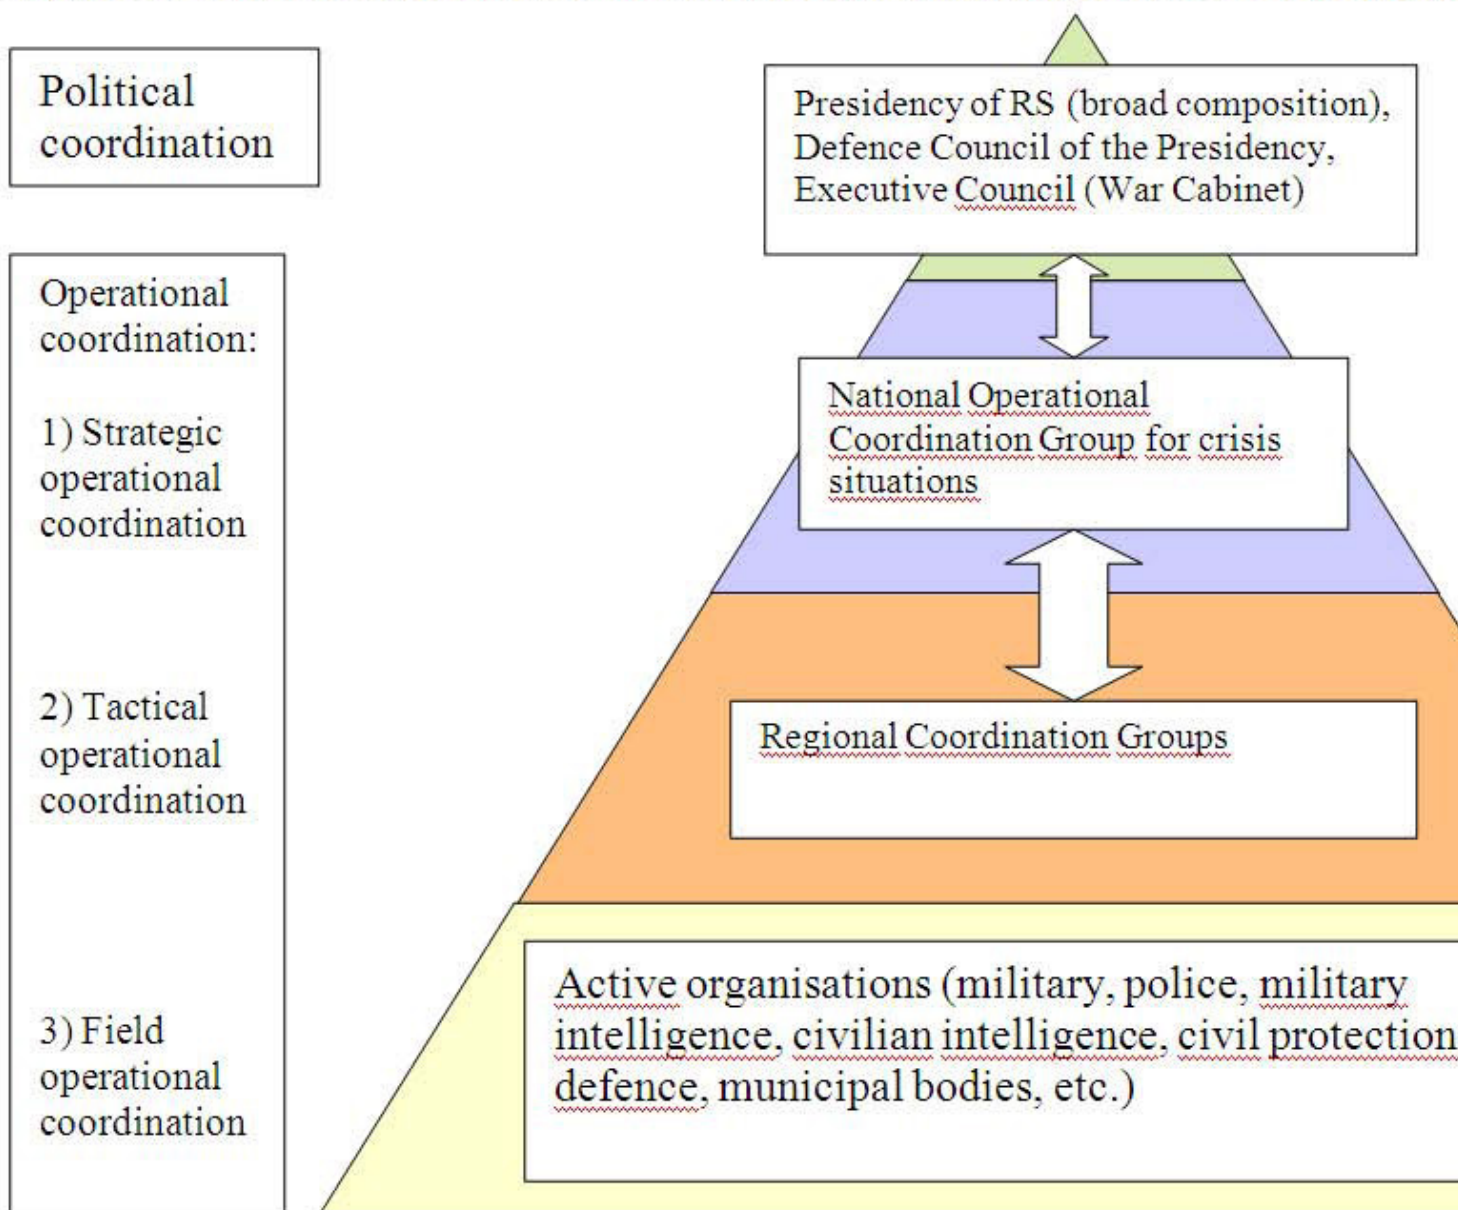 Political
coordination
Presidency of RS (broad composition),
Defence Council of the Presidency,
Executive Council (War Cabinet)
Operational
coordination:
1) Strategic
operational
coordination
National Operational
Coordination Group for crisis
situations
2) Tactical
operational
coordination
Regional Coordination Groups
3) Field
operational
coordination
Active organisations (military, police, military
intelligence, civilian intelligence, civil protection
defence, municipal bodies, etc.)